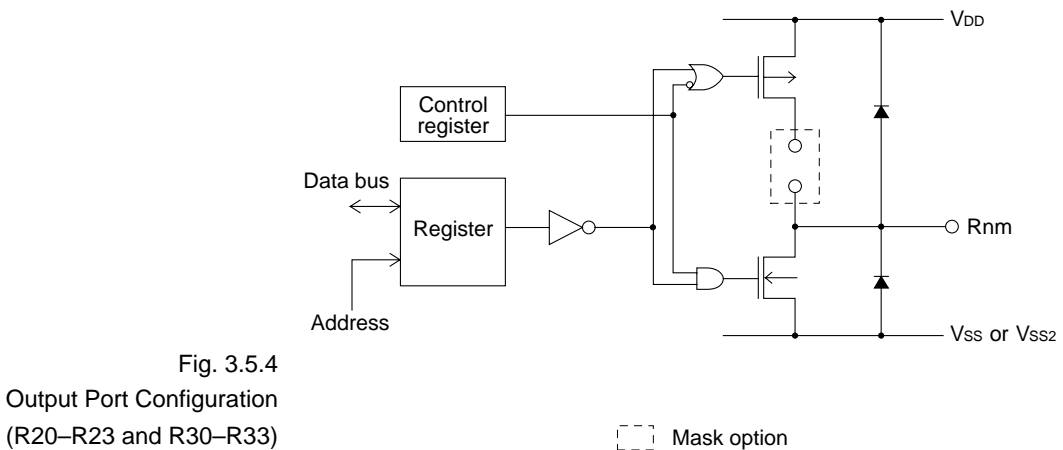 VDD
Control
register
Data bus
Register
Rnm
Address
VSS or VSS2
Fig. 3.5.4
Output Port Configuration
(R20–R23 and R30–R33)
Mask option